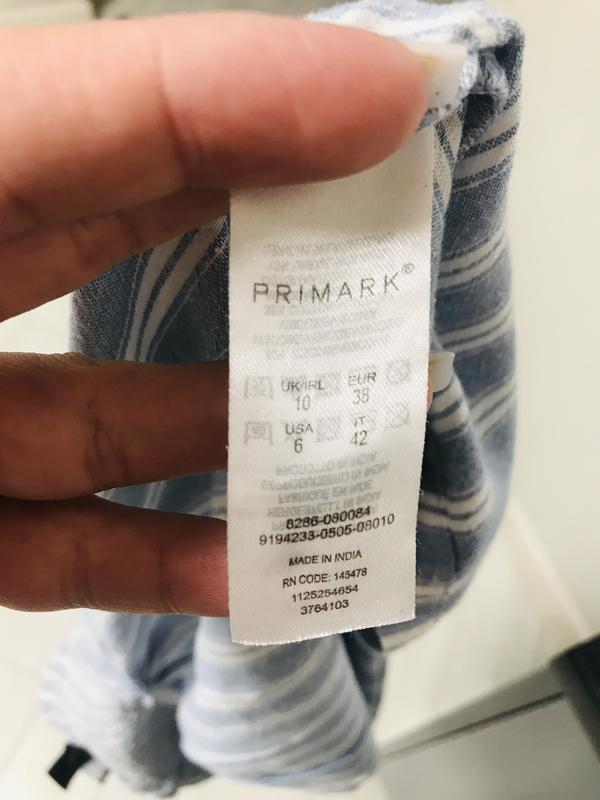 PRIMARK®
UK/IRL EUR
10 38
USA IT
6 42
8286-080084
9194233-0505-08010
MADE IN INDIA
RN CODE: 145478
1125254654
3764103